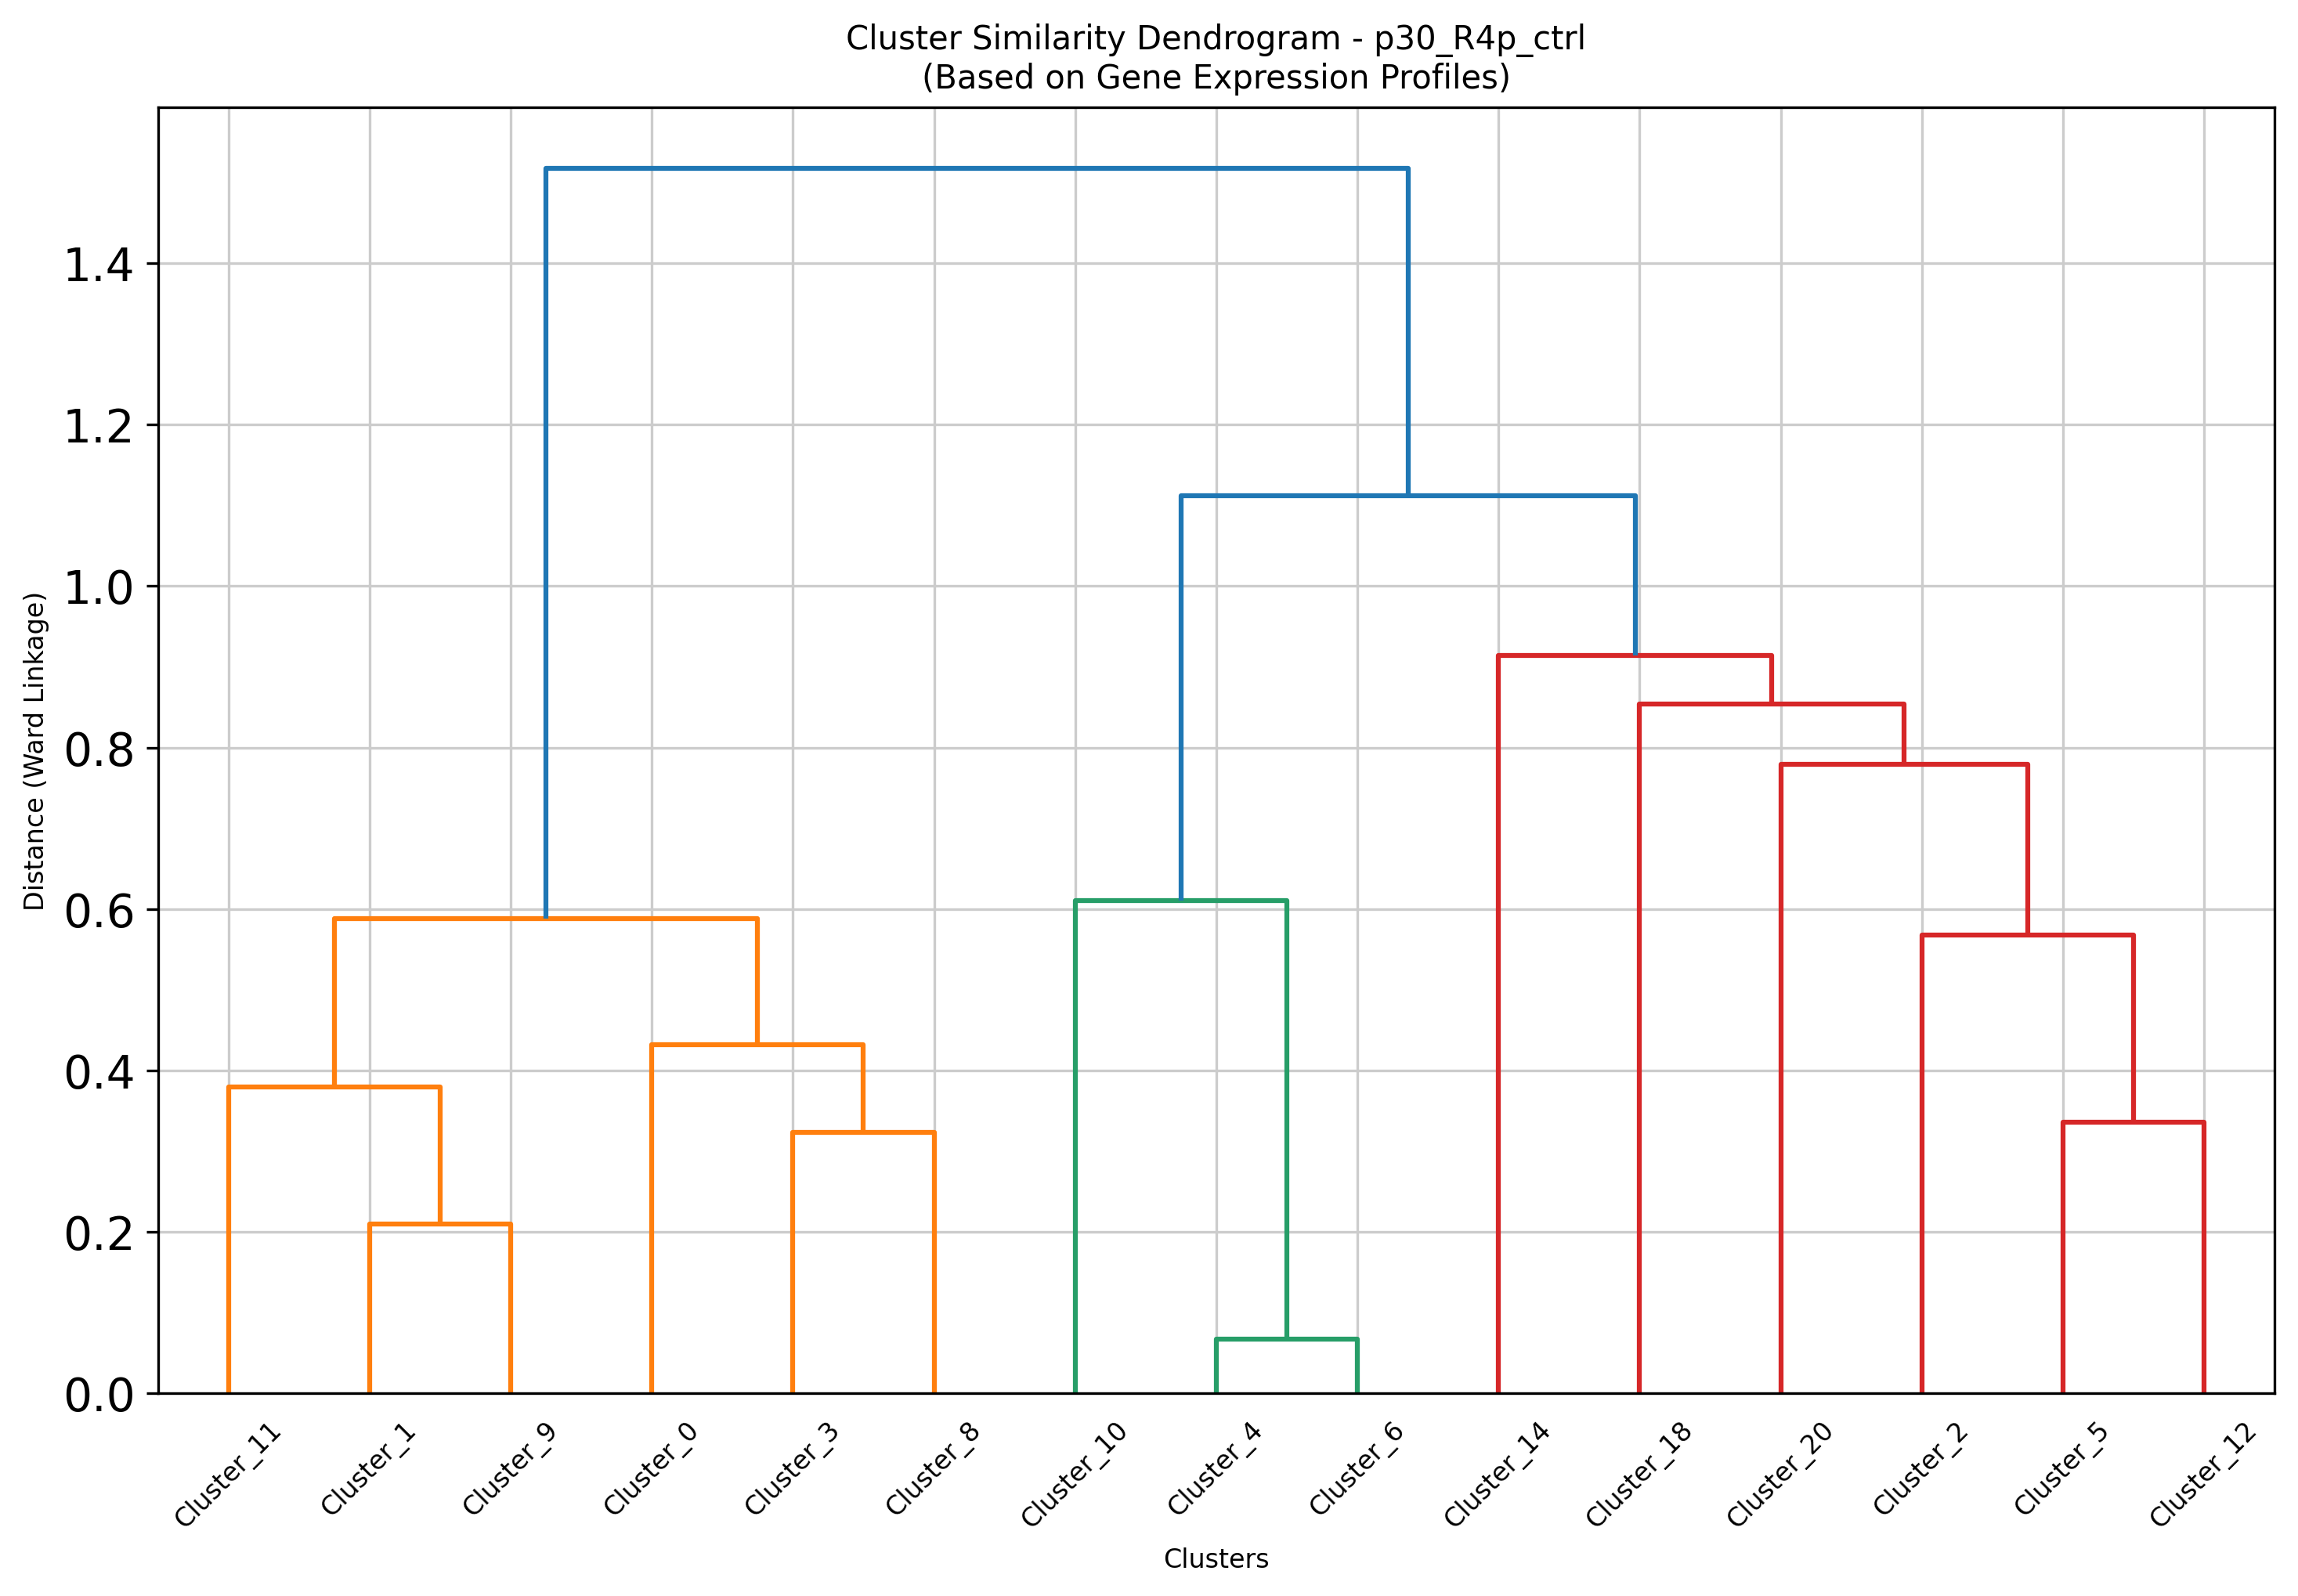 Cluster Similarity Dendrogram - p30_R4p_ctrl
(Based on Gene Expression Profiles)
Distance (Ward Linkage)
1.4
1.2
1.0
0.8
0.6
0.4
0.2
0.0
Cluster_11
Cluster_1
Cluster_9
Cluster_0
Cluster_3
Cluster_8
Cluster_10
Cluster_4
Cluster_6
Cluster_14
Cluster_18
Cluster_20
Cluster_2
Cluster_5
Cluster_12
Clusters